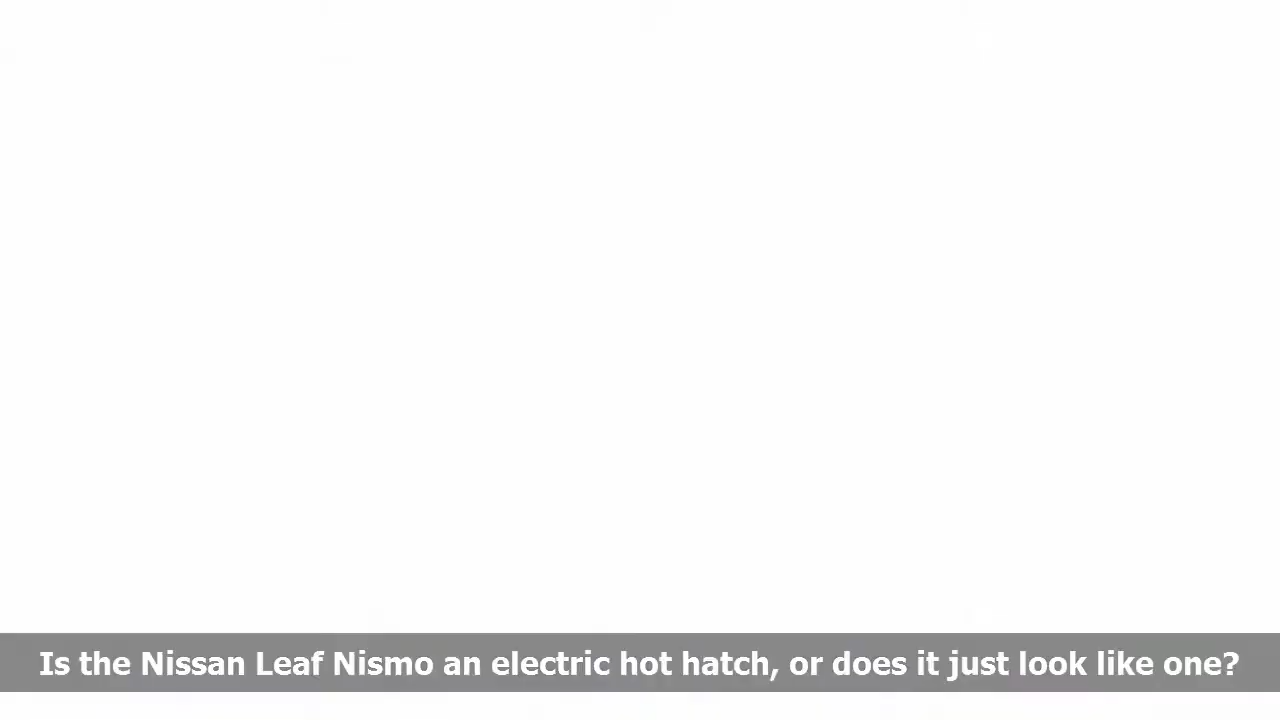 Is the Nissan Leaf Nismo an electric hot hatch, or does it just look like one?